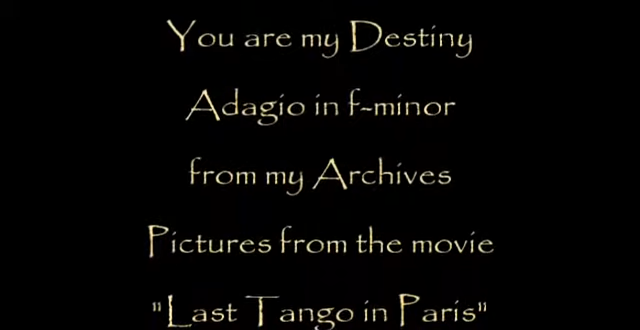 You are my Destiny
Adagio in f-minor
from my Archives
Pictures from the movie
"Last Tango in Paris"